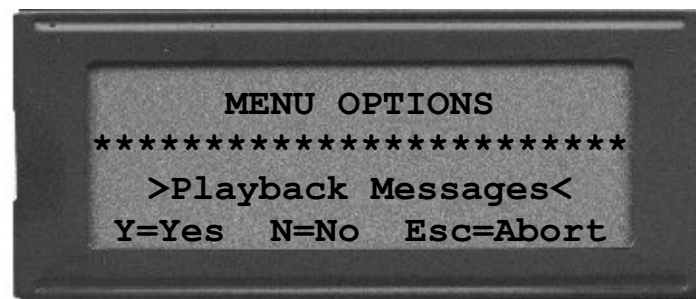 MENU OPTIONS
************************
>Playback Messages<
Y=Yes N=No Esc=Abort